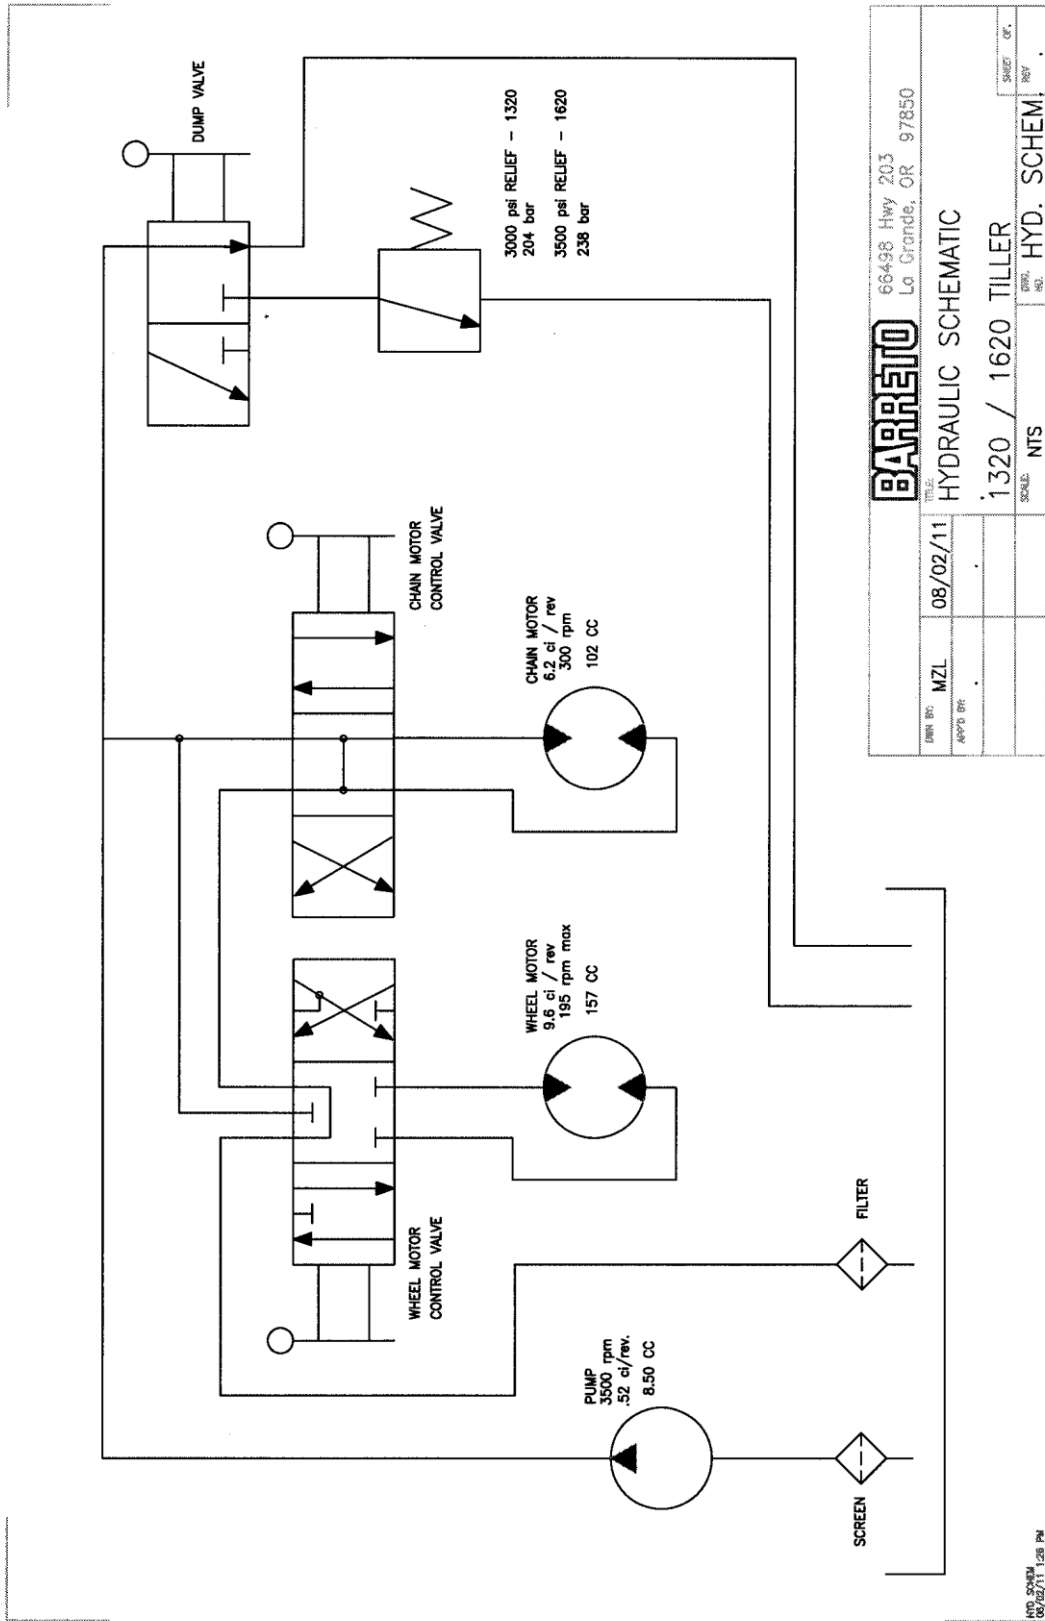 DUMP VALVE
3000 psi RELIEF - 1320
204 bar
3500 psi RELIEF - 1620
238 bar
CHAIN MOTOR
CONTROL VALVE
CHAIN MOTOR
6.2 ci / rev
300 rpm
102 CC
WHEEL MOTOR
CONTROL VALVE
WHEEL MOTOR
9.6 ci / rev
195 rpm max
157 CC
PUMP
3500 rpm
.52 ci/rev.
8.50 CC
FILTER
SCREEN
BARRETO
66498 Hwy 203
La Grande, OR 97850
DWN BY: MZL 08/02/11
APP'D BY:
TITLE:
HYDRAULIC SCHEMATIC
1320 / 1620 TILLER
SCALE: NTS
DWG. NO. HYD. SCHEM.
REV
SHEET OF.
HYD SCHEM
08/02/11 1:26 PM